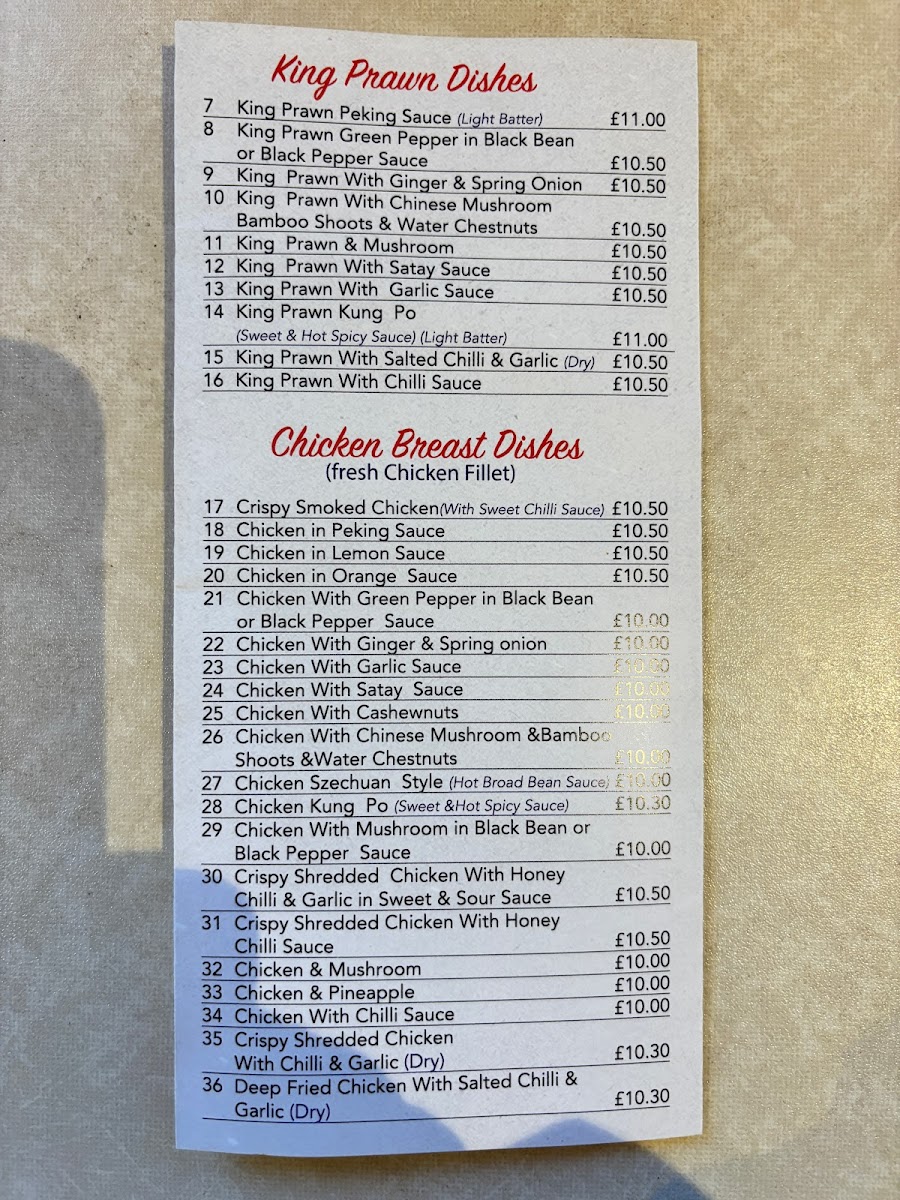 King Prawn Dishes
7 King Prawn Peking Sauce (Light Batter) £11.00
8 King Prawn Green Pepper in Black Bean
or Black Pepper Sauce £10.50
9 King Prawn With Ginger & Spring Onion £10.50
10 King Prawn With Chinese Mushroom
Bamboo Shoots & Water Chestnuts £10.50
11 King Prawn & Mushroom £10.50
12 King Prawn With Satay Sauce £10.50
13 King Prawn With Garlic Sauce £10.50
14 King Prawn Kung Po
(Sweet & Hot Spicy Sauce) (Light Batter) £11.00
15 King Prawn With Salted Chilli & Garlic (Dry) £10.50
16 King Prawn With Chilli Sauce £10.50
Chicken Breast Dishes
(fresh Chicken Fillet)
17 Crispy Smoked Chicken(With Sweet Chilli Sauce) £10.50
18 Chicken in Peking Sauce £10.50
19 Chicken in Lemon Sauce £10.50
20 Chicken in Orange Sauce £10.50
21 Chicken With Green Pepper in Black Bean
or Black Pepper Sauce £10.00
22 Chicken With Ginger & Spring onion £10.00
23 Chicken With Garlic Sauce £10.00
24 Chicken With Satay Sauce £10.00
25 Chicken With Cashewnuts £10.00
26 Chicken With Chinese Mushroom &Bamboo
Shoots &Water Chestnuts £10.00
27 Chicken Szechuan Style (Hot Broad Bean Sauce) £10.00
28 Chicken Kung Po (Sweet &Hot Spicy Sauce) £10.30
29 Chicken With Mushroom in Black Bean or
Black Pepper Sauce £10.00
30 Crispy Shredded Chicken With Honey
Chilli & Garlic in Sweet & Sour Sauce £10.50
31 Crispy Shredded Chicken With Honey
Chilli Sauce £10.50
32 Chicken & Mushroom £10.00
33 Chicken & Pineapple £10.00
34 Chicken With Chilli Sauce £10.00
35 Crispy Shredded Chicken
With Chilli & Garlic (Dry) £10.30
36 Deep Fried Chicken With Salted Chilli &
Garlic (Dry) £10.30